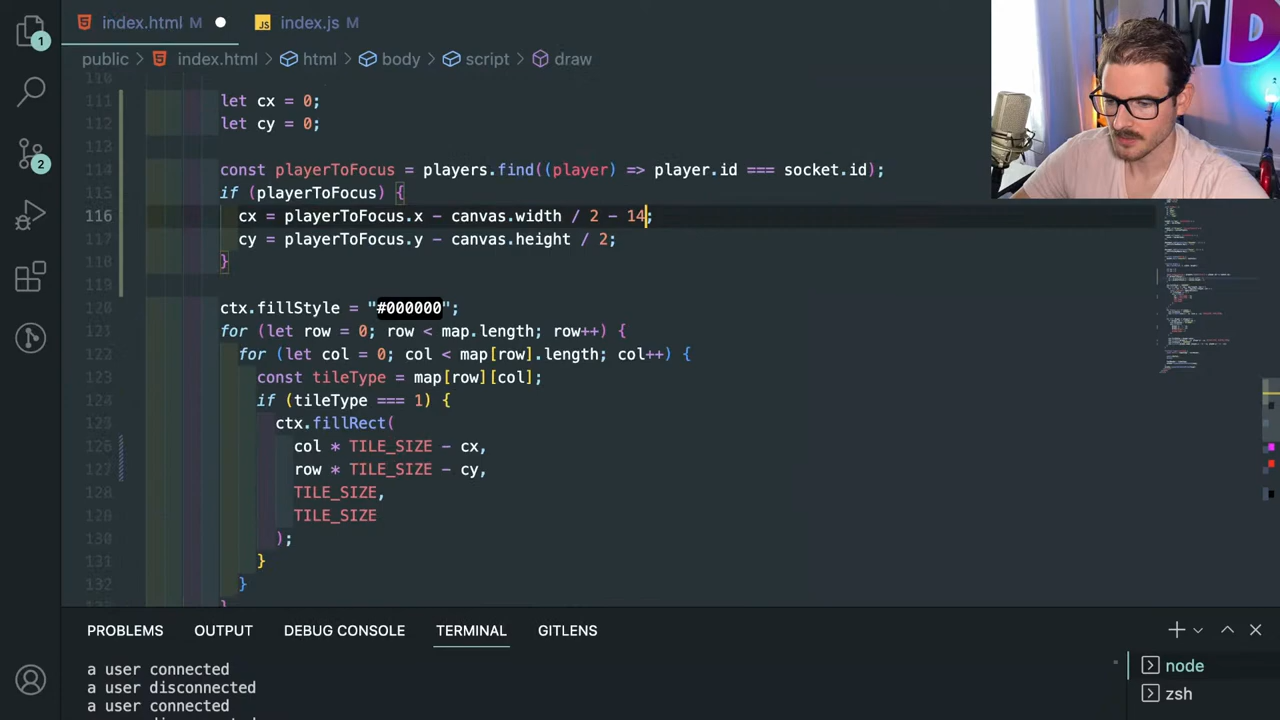 index.html M
JS index.js M
public > index.html > html > body > script > draw
110
111 let cx = 0;
112 let cy = 0;
113
114 const playerToFocus = players.find((player) => player.id === socket.id);
115 if (playerToFocus) {
116 cx = playerToFocus.x - canvas.width / 2 - 14;
117 cy = playerToFocus.y - canvas.height / 2;
118 }
119
120 ctx.fillStyle = "#000000";
121 for (let row = 0; row < map.length; row++) {
122 for (let col = 0; col < map[row].length; col++) {
123 const tileType = map[row][col];
124 if (tileType === 1) {
125 ctx.fillRect(
126 col * TILE_SIZE - cx,
127 row * TILE_SIZE - cy,
128 TILE_SIZE,
129 TILE_SIZE
130 );
131 }
132 }
}
1
2
PROBLEMS OUTPUT DEBUG CONSOLE TERMINAL GITLENS
a user connected
a user disconnected
a user connected
node
zsh